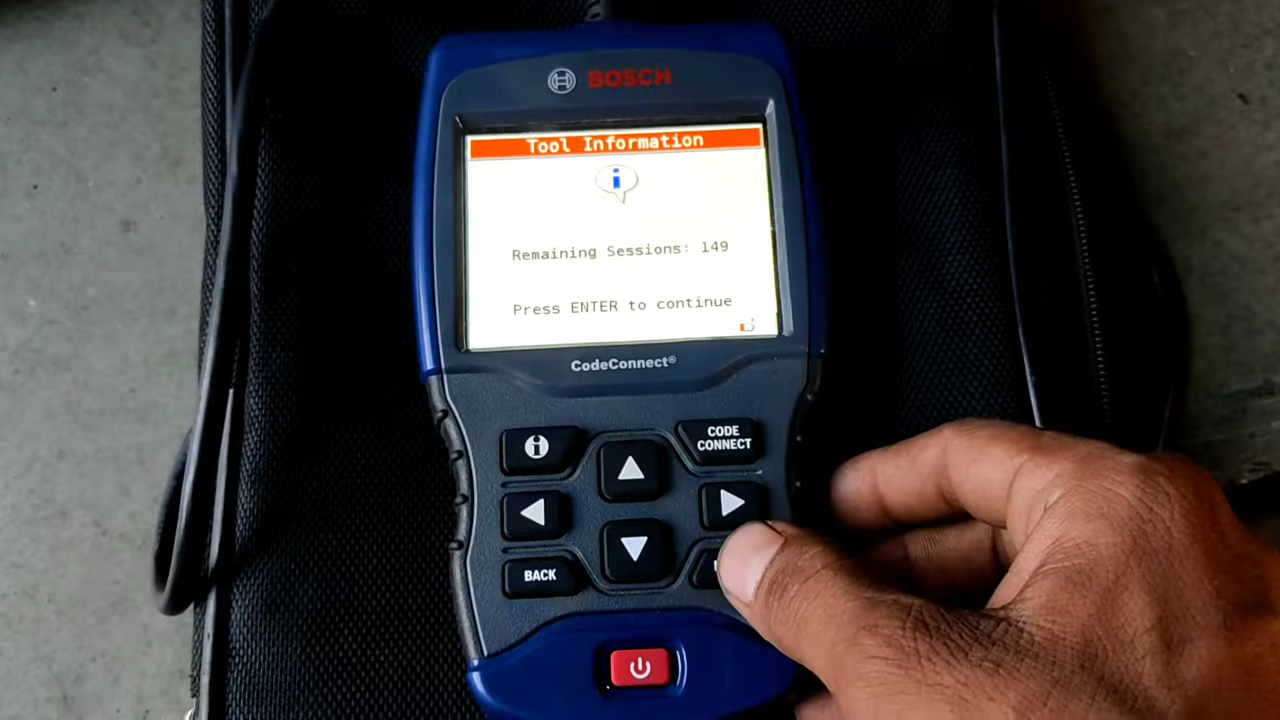 BOSCH
Tool Information
Remaining Sessions: 149
Press ENTER to continue
CodeConnect®
CODE
CONNECT
BACK